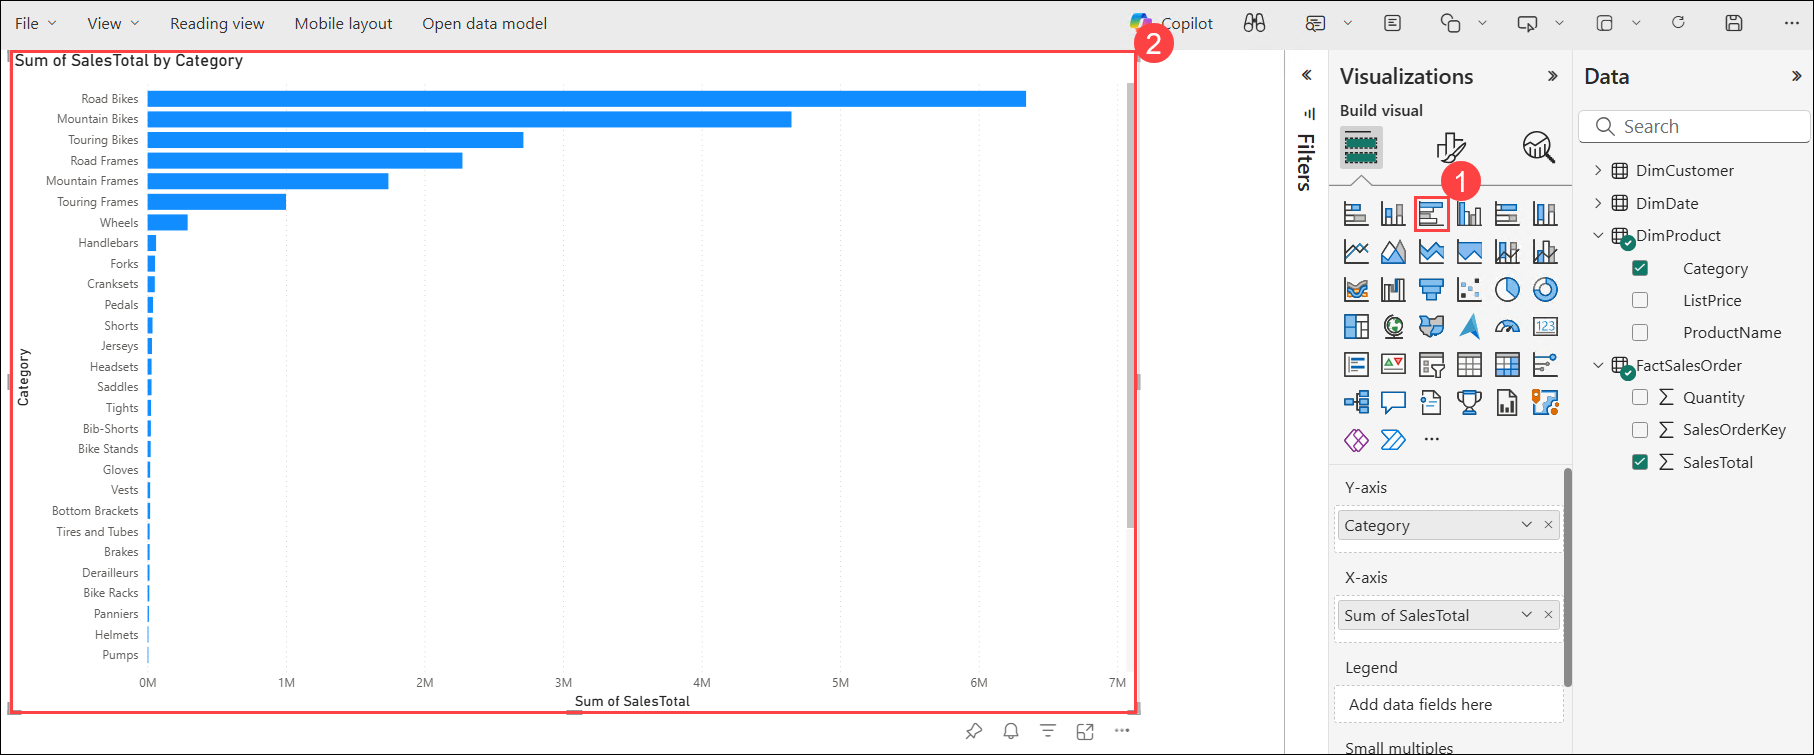 File View Reading view Mobile layout Open data model Copilot
2
Sum of SalesTotal by Category
Road Bikes
Mountain Bikes
Touring Bikes
Road Frames
Mountain Frames
Touring Frames
Wheels
Handlebars
Forks
Cranksets
Pedals
Shorts
Jerseys
Headsets
Saddles
Tights
Bib-Shorts
Bike Stands
Gloves
Vests
Bottom Brackets
Tires and Tubes
Brakes
Derailleurs
Bike Racks
Panniers
Helmets
Pumps
Category
0M 1M 2M 3M 4M 5M 6M 7M
Sum of SalesTotal
Filters
Visualizations
Build visual
1
123
Y-axis
Category
X-axis
Sum of SalesTotal
Legend
Add data fields here
Small multiples
Data
Search
DimCustomer
DimDate
DimProduct
Category
ListPrice
ProductName
FactSalesOrder
Quantity
SalesOrderKey
SalesTotal